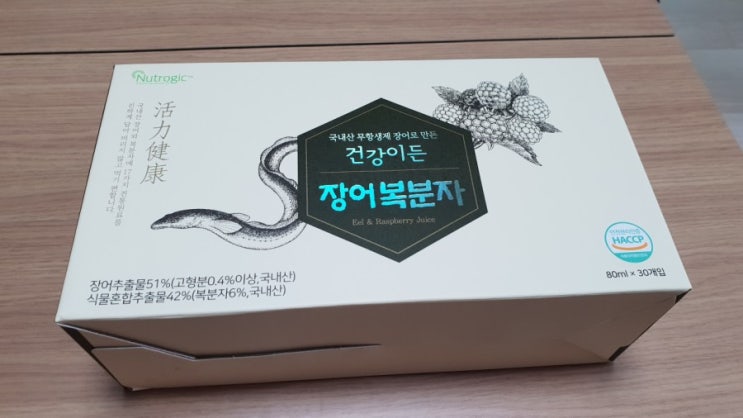 Nutrogic™
活力健康
국내산 무항생제 장어로 만든
건강이든
장어복분자
Eel & Raspberry Juice
HACCP
80ml × 30개입
장어추출물51%(고형분0.4%이상,국내산)
식물혼합추출물42%(복분자6%,국내산)